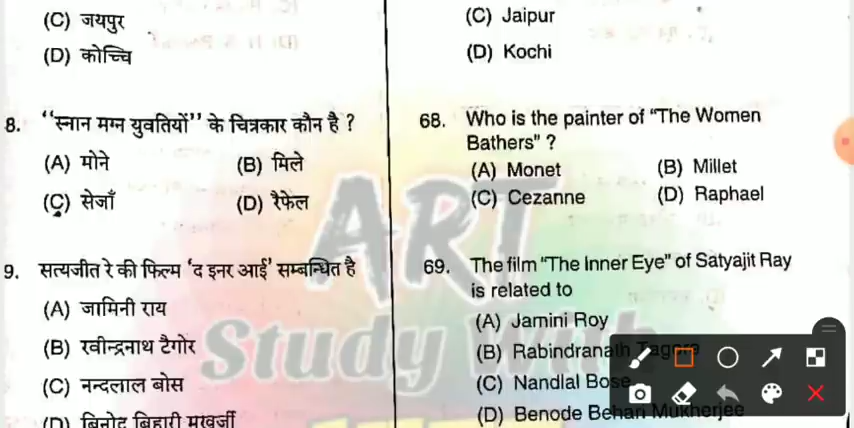 (C) जयपुर
(D) कोच्चि
8. "स्नान मग्न युवतियों" के चित्रकार कौन है ?
(A) मोने
(B) मिले
(C) सेजाँ
(D) रैफेल
9. सत्यजीत रे की फिल्म 'द इनर आई' सम्बन्धित है
(A) जामिनी राय
(B) रवीन्द्रनाथ टैगोर
(C) नन्दलाल बोस
(D) बिनोद बिहारी मुखर्जी
(C) Jaipur
(D) Kochi
68. Who is the painter of "The Women
Bathers" ?
(A) Monet
(B) Millet
(C) Cezanne
(D) Raphael
69. The film "The Inner Eye" of Satyajit Ray
is related to
(A) Jamini Roy
(B) Rabindranath Tagore
(C) Nandlal Bose
(D) Benode Behari Mukherjee
ART
Study With